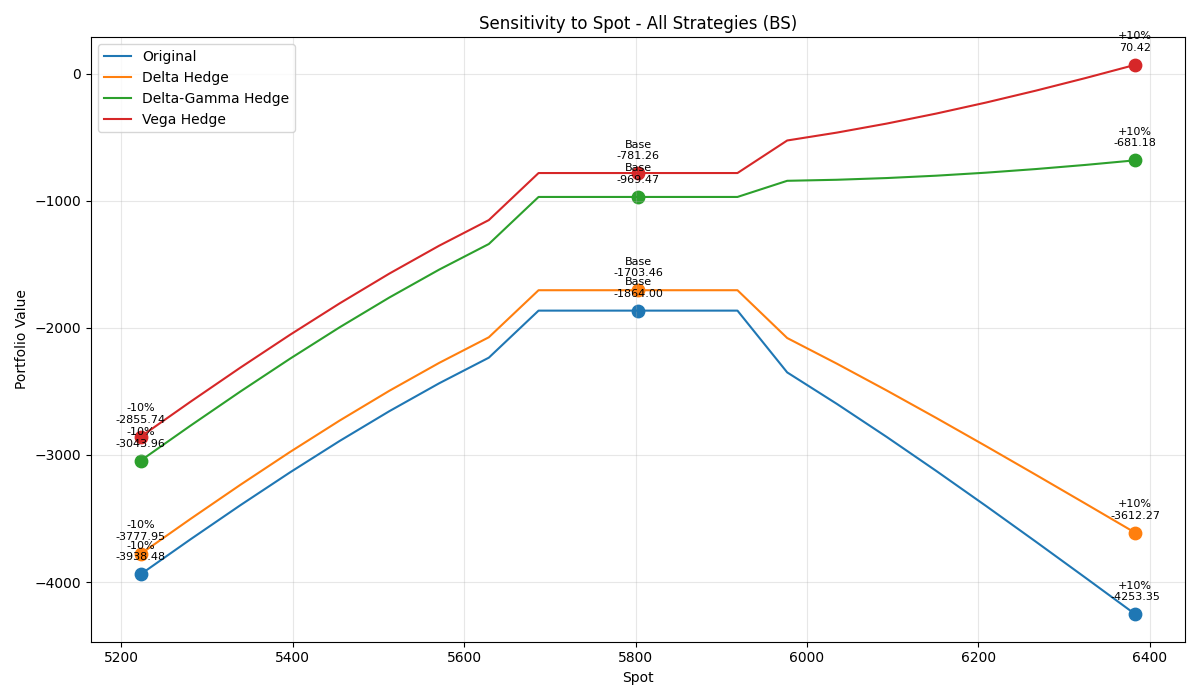 Sensitivity to Spot - All Strategies (BS)
Original
Delta Hedge
Delta-Gamma Hedge
Vega Hedge
+10%
70.42
+10%
-681.18
Base
-781.26
Base
-969.47
Base
-1703.46
Base
-1864.00
-10%
-2855.74
-10%
-3043.96
-10%
-3777.95
-10%
-3938.48
+10%
-3612.27
+10%
-4253.35
0
−1000
−2000
−3000
−4000
Portfolio Value
5200 5400 5600 5800 6000 6200 6400
Spot